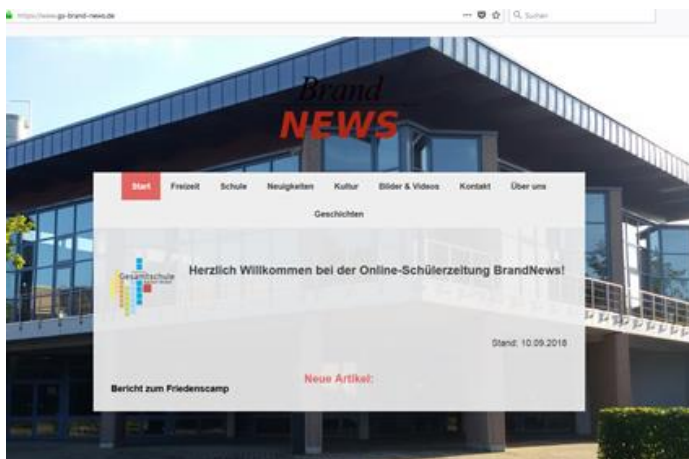 https://www.gs-brand-news.de
Suchen
Brand
NEWS
Start Freizeit Schule Neuigkeiten Kultur Bilder & Videos Kontakt Über uns
Geschichten
Gesamtschule
Herzlich Willkommen bei der Online-Schülerzeitung BrandNews!
Stand: 10.09.2018
Neue Artikel:
Bericht zum Friedenscamp